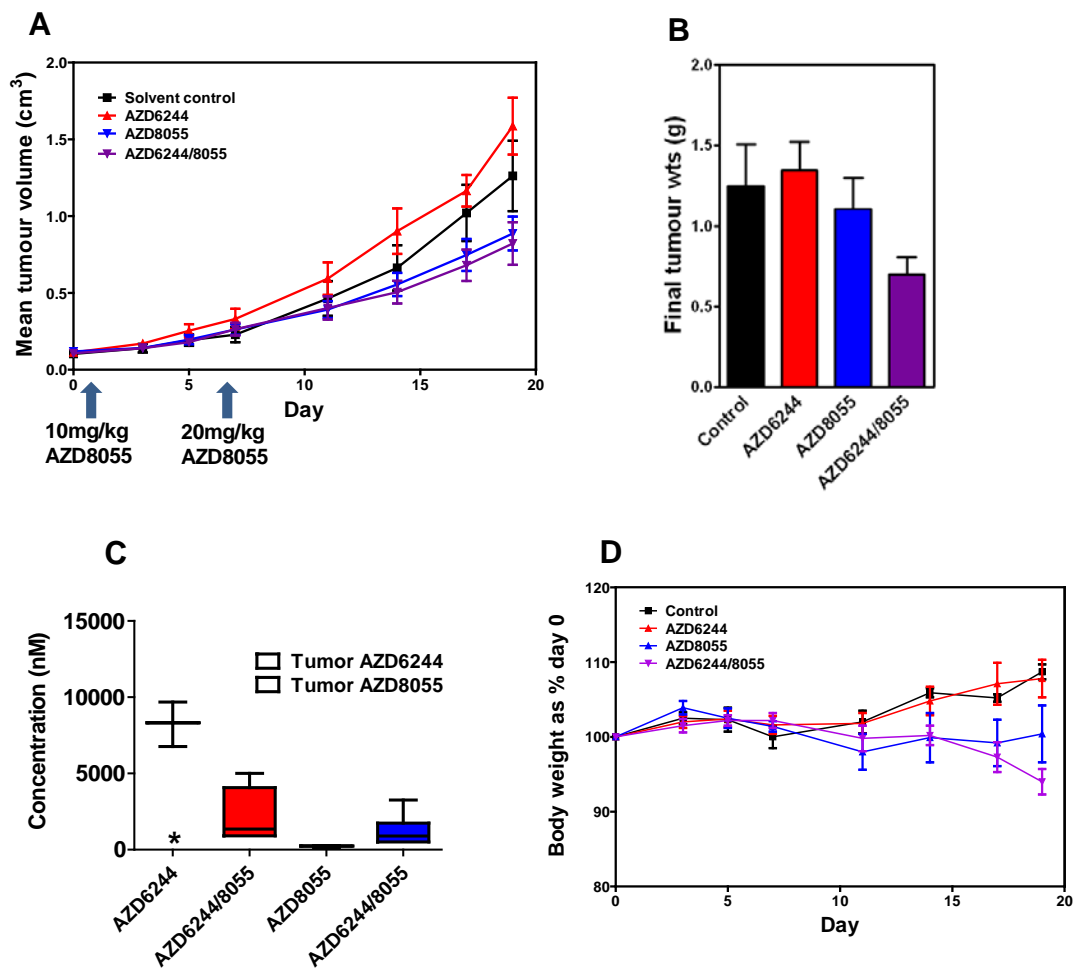 A
Mean tumour volume (cm³)
2.0
1.5
1.0
0.5
0.0
Solvent control
AZD6244
AZD8055
AZD6244/8055
0
5
10
15
20
Day
10mg/kg
AZD8055
20mg/kg
AZD8055
B
Final tumour wts (g)
2.0
1.5
1.0
0.5
0.0
Control
AZD6244
AZD8055
AZD6244/8055
C
Concentration (nM)
15000
10000
5000
0
Tumor AZD6244
Tumor AZD8055
*
AZD6244
AZD6244/8055
AZD8055
AZD6244/8055
D
Body weight as % day 0
120
110
100
90
80
Control
AZD6244
AZD8055
AZD6244/8055
0
5
10
15
20
Day